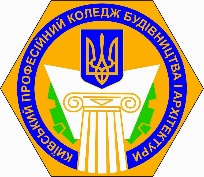 КИЇВСЬКИЙ ПРОФЕСІЙНИЙ КОЛЕДЖ БУДІВНИЦТВА І АРХІТЕКТУРИ